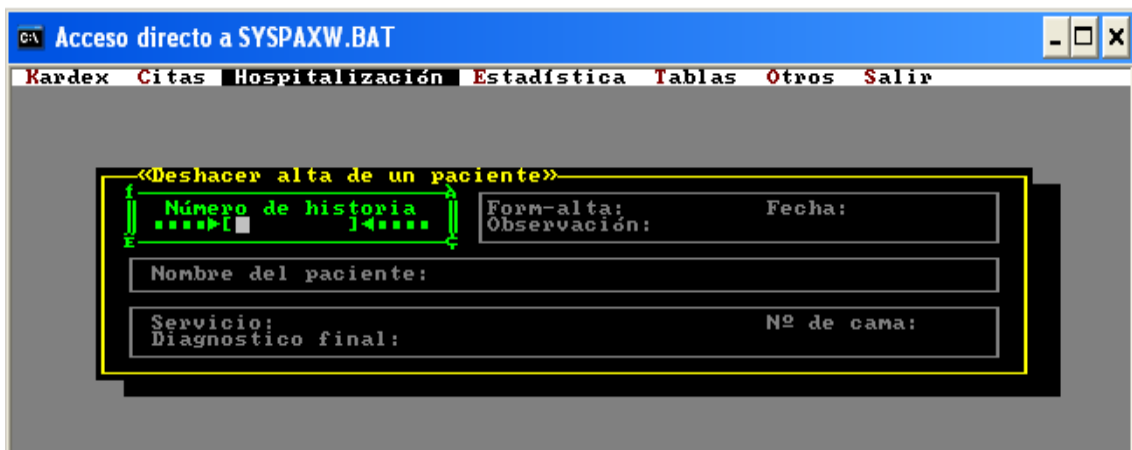 Acceso directo a SYSPAXW.BAT
Kardex Citas Hospitalización Estadística Tablas Otros Salir
«Deshacer alta de un paciente»
Número de historia
[ ]
Form-alta: Fecha:
Observación:
Nombre del paciente:
Servicio: Nº de cama:
Diagnostico final: